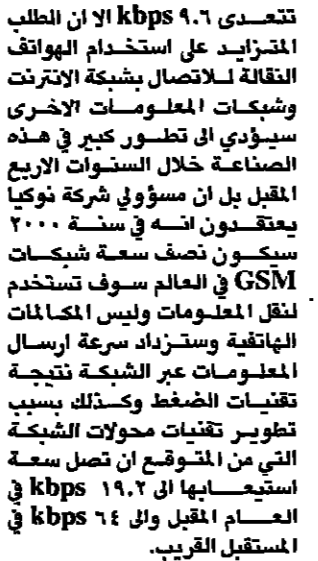 تتعدى ٩.٦ kbps الا ان الطلب
المتزايد على استخدام الهواتف
النقالة للاتصال بشبكة الانترنت
وشبكات المعلومات الاخرى
سيؤدي الى تطور كبير في هذه
الصناعة خلال السنوات الاربع
المقبل بل ان مسؤولي شركة نوكيا
يعتقدون انه في سنة ٢٠٠٠
سيكون نصف سعة شبكات
GSM في العالم سوف تستخدم
لنقل المعلومات وليس المكالمات
الهاتفية وستزداد سرعة ارسال
المعلومات عبر الشبكة نتيجة
تقنيات الضغط وكذلك بسبب
تطوير تقنيات محولات الشبكة
التي من المتوقع ان تصل سعة
استيعابها الى ١٩.٢ kbps في
العام المقبل والى ٦٤ kbps في
المستقبل القريب.